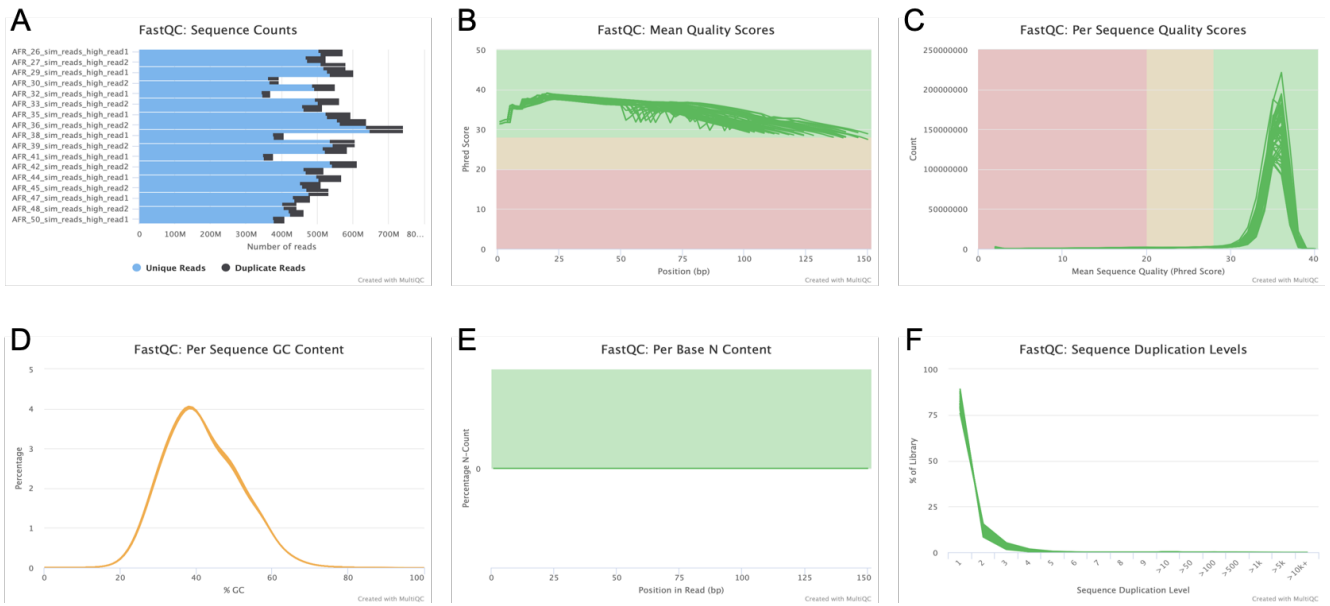 A
FastQC: Sequence Counts
AFR_26_sim_reads_high_read1
AFR_27_sim_reads_high_read2
AFR_29_sim_reads_high_read1
AFR_30_sim_reads_high_read2
AFR_32_sim_reads_high_read1
AFR_33_sim_reads_high_read2
AFR_35_sim_reads_high_read1
AFR_36_sim_reads_high_read2
AFR_38_sim_reads_high_read1
AFR_39_sim_reads_high_read2
AFR_41_sim_reads_high_read1
AFR_42_sim_reads_high_read2
AFR_44_sim_reads_high_read1
AFR_45_sim_reads_high_read2
AFR_47_sim_reads_high_read1
AFR_48_sim_reads_high_read2
AFR_50_sim_reads_high_read1
0 100M 200M 300M 400M 500M 600M 700M 80...
Number of reads
Unique Reads Duplicate Reads
Created with MultiQC
B
FastQC: Mean Quality Scores
Phred Score
50
40
30
20
10
0
0 25 50 75 100 125 150
Position (bp)
Created with MultiQC
C
FastQC: Per Sequence Quality Scores
Count
250000000
200000000
150000000
100000000
50000000
0
0 10 20 30 40
Mean Sequence Quality (Phred Score)
Created with MultiQC
D
FastQC: Per Sequence GC Content
Percentage
5
4
3
2
1
0
0 20 40 60 80 100
% GC
Created with MultiQC
E
FastQC: Per Base N Content
Percentage N-Count
0
0 25 50 75 100 125 150
Position in Read (bp)
Created with MultiQC
F
FastQC: Sequence Duplication Levels
% of Library
100
75
50
25
0
1 2 3 4 5 6 7 8 9 >10 >50 >100 >500 >1k >5k >10k+
Sequence Duplication Level
Created with MultiQC